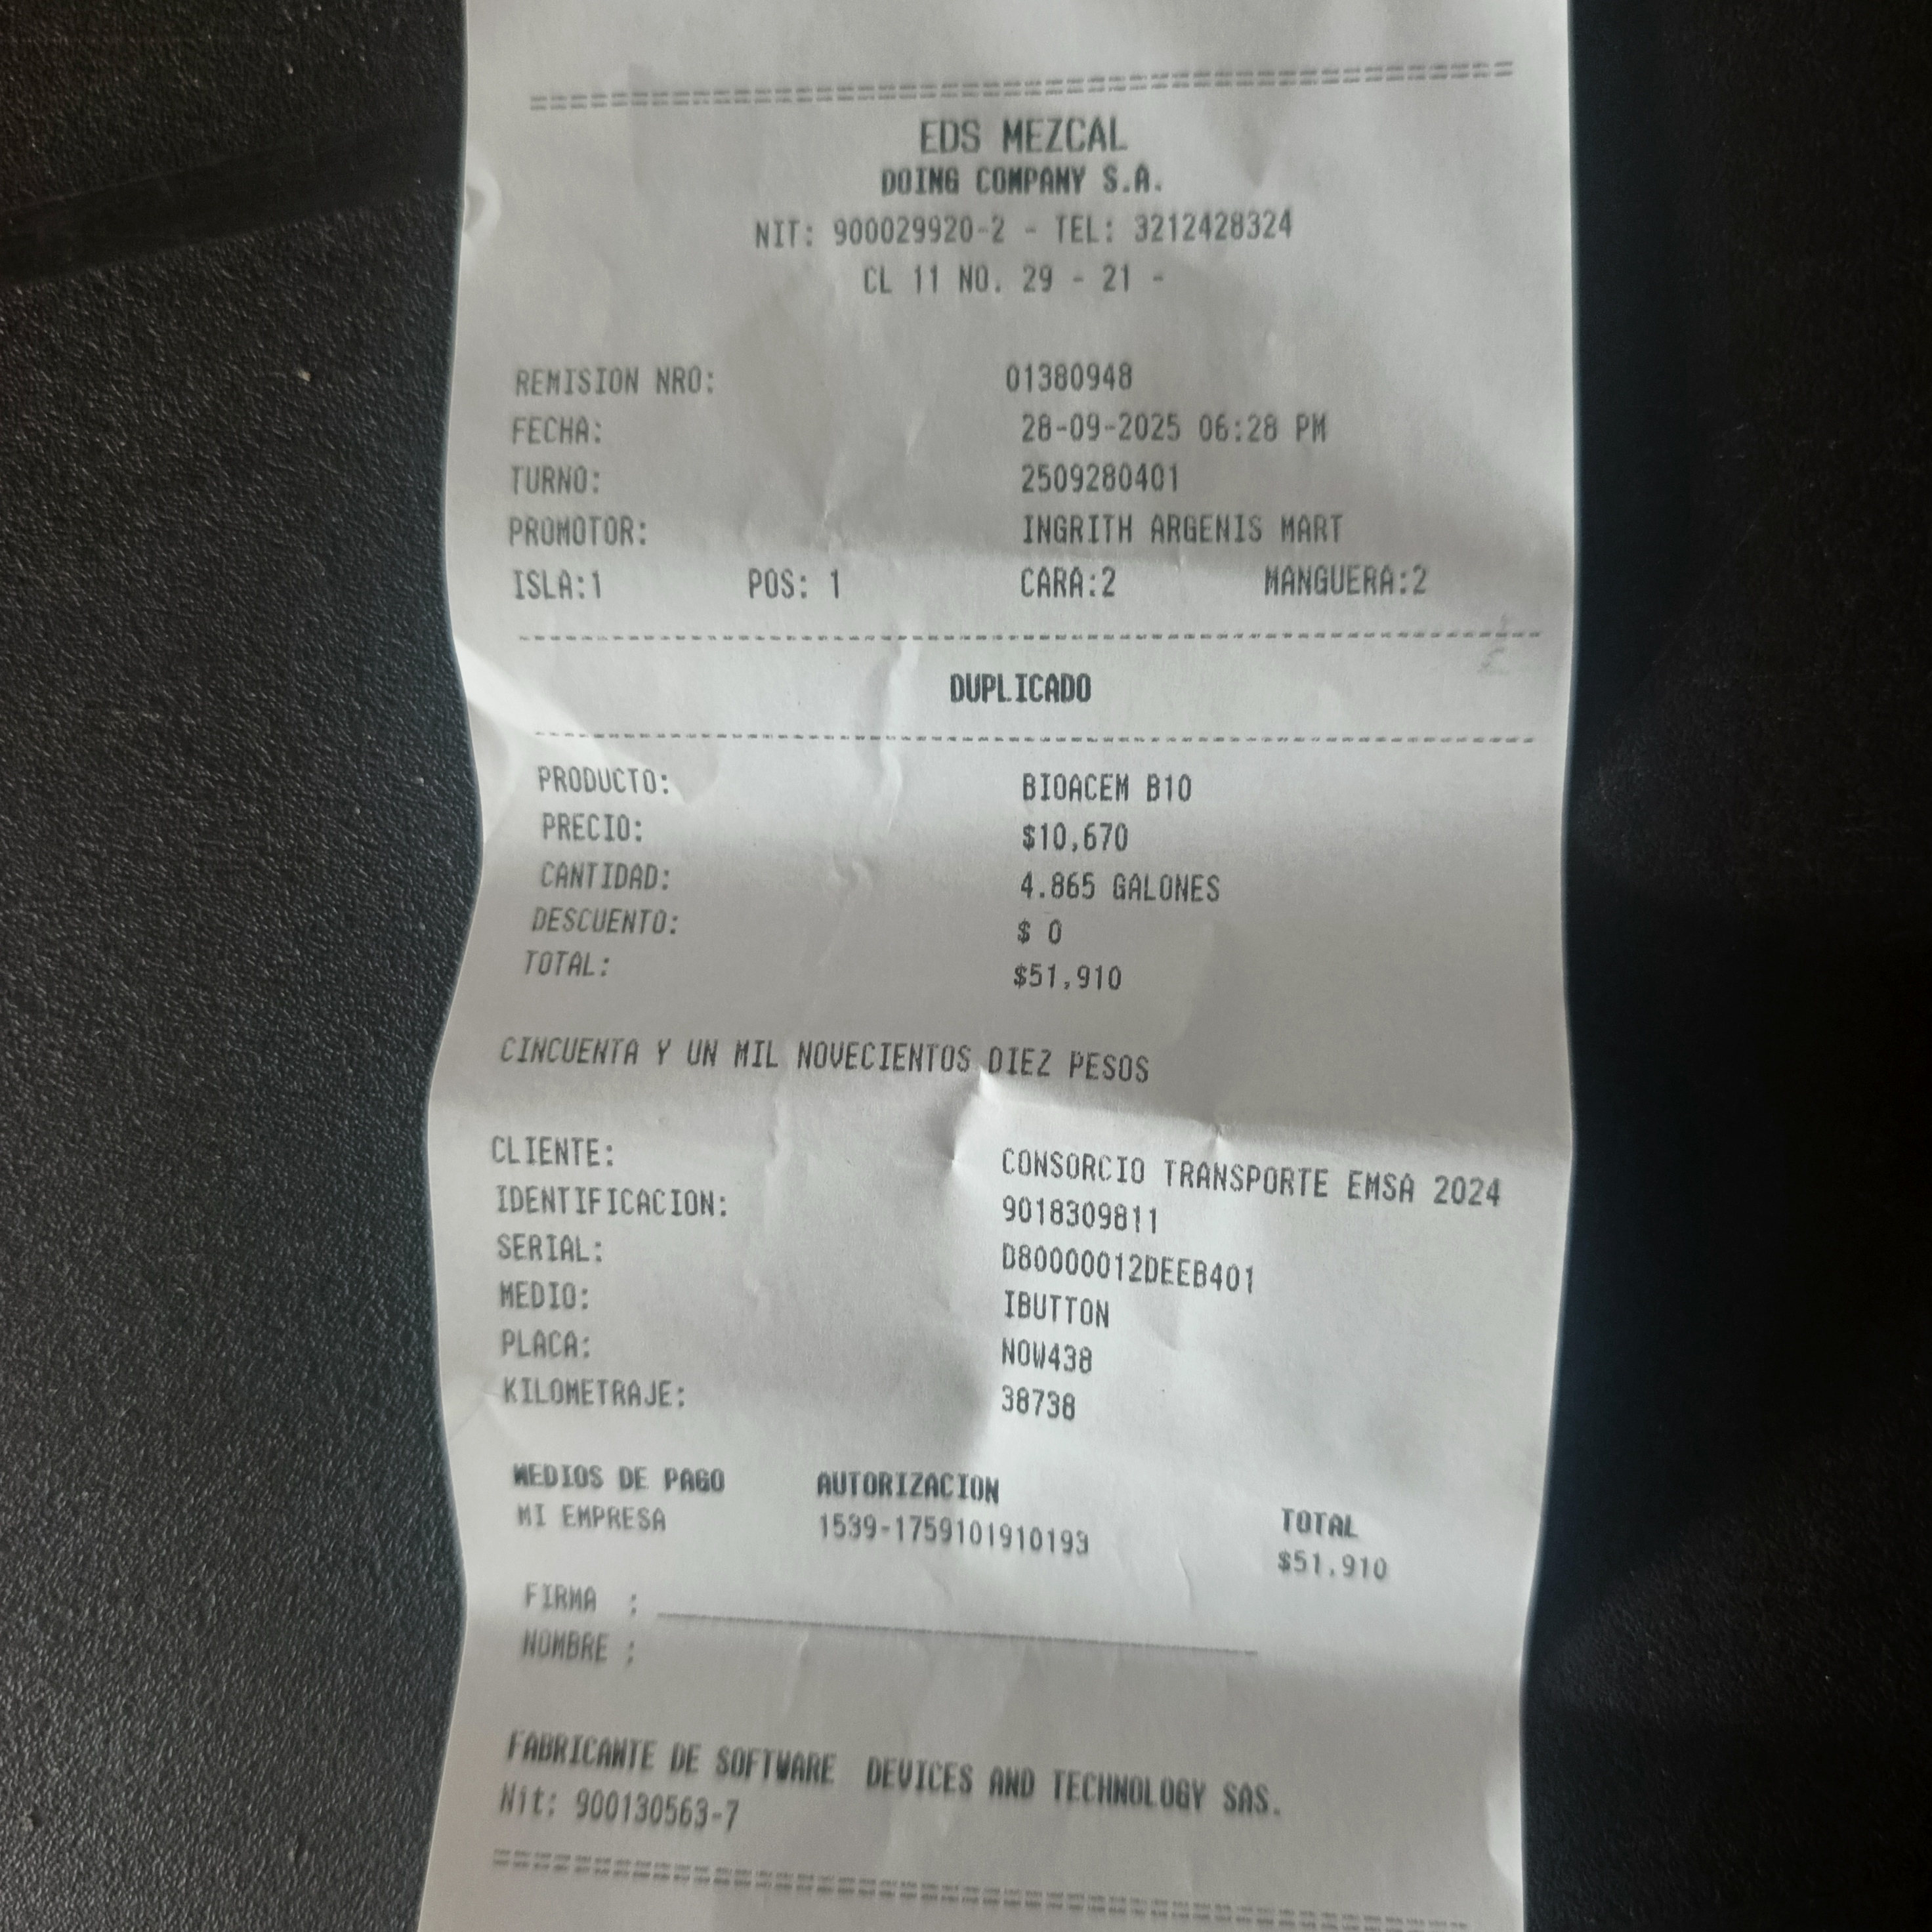 EDS MEZCAL
DOING COMPANY S.A.
NIT: 900029920-2 - TEL: 3212428324
CL 11 NO. 29 - 21 -
REMISION NRO: 01380948
FECHA: 28-09-2025 06:28 PM
TURNO: 2509280401
PROMOTOR: INGRITH ARGENIS MART
ISLA:1 POS: 1 CARA:2 MANGUERA:2
DUPLICADO
PRODUCTO: BIOACEM B10
PRECIO: $10,670
CANTIDAD: 4.865 GALONES
DESCUENTO: $ 0
TOTAL: $51,910
CINCUENTA Y UN MIL NOVECIENTOS DIEZ PESOS
CLIENTE: CONSORCIO TRANSPORTE EMSA 2024
IDENTIFICACION: 9018309811
SERIAL: D80000012DEEB401
MEDIO: IBUTTON
PLACA: NOW438
KILOMETRAJE: 38738
MEDIOS DE PAGO AUTORIZACION TOTAL
MI EMPRESA 1539-1759101910193 $51,910
FIRMA :
NOMBRE :
FABRICANTE DE SOFTWARE DEVICES AND TECHNOLOGY SAS.
Nit: 900130563-7